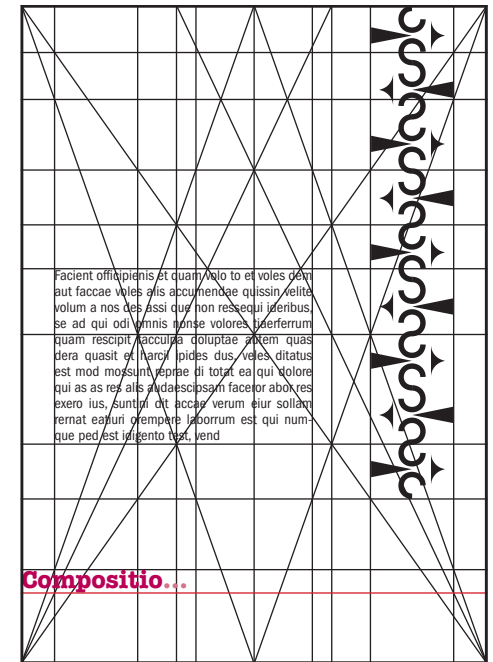 Facient officipienis et quam volo to et voles dem
aut faccae voles alis accumendae quissin velite
volum a nos des assi que non ressequi ideribus,
se ad qui odi omnis nonse volores tiaerferrum
quam rescipit facculpa doluptae autem quas
dera quasit et harcil ipides dus, veles ditatus
est mod mossunt reprae di totat ea qui dolore
qui as as res alis audaescipsam faceror abor res
exero ius, suntini dit accae verum eiur sollam
rernat eaturi orempere laborrum est qui num-
que ped est idigento test, vend
Compositio...